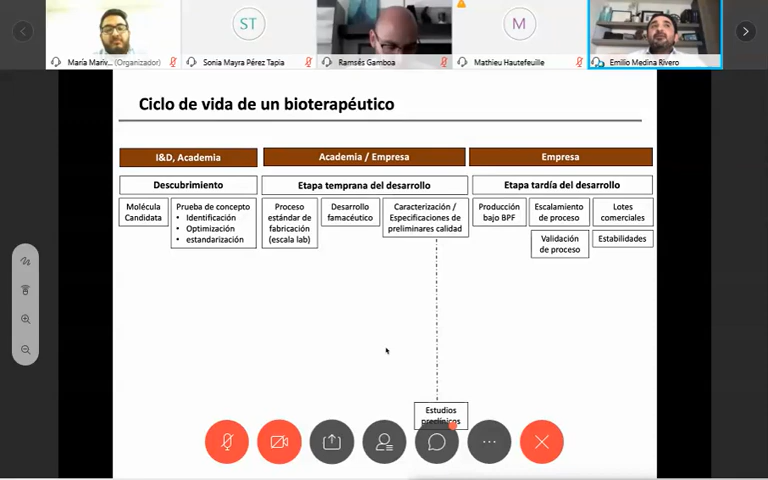 ST
M
María Mariv... (Organizador)
Sonia Mayra Pérez Tapia
Ramsés Gamboa
Mathieu Hautefeuille
Emilio Medina Rivero
Ciclo de vida de un bioterapéutico
I&D, Academia
Academia / Empresa
Empresa
Descubrimiento
Etapa temprana del desarrollo
Etapa tardía del desarrollo
Molécula
Candidata
Prueba de concepto
• Identificación
• Optimización
• estandarización
Proceso
estándar de
fabricación
(escala lab)
Desarrollo
famacéutico
Caracterización /
Especificaciones de
preliminares calidad
Producción
bajo BPF
Escalamiento
de proceso
Lotes
comerciales
Validación
de proceso
Estabilidades
Estudios
preclínicos